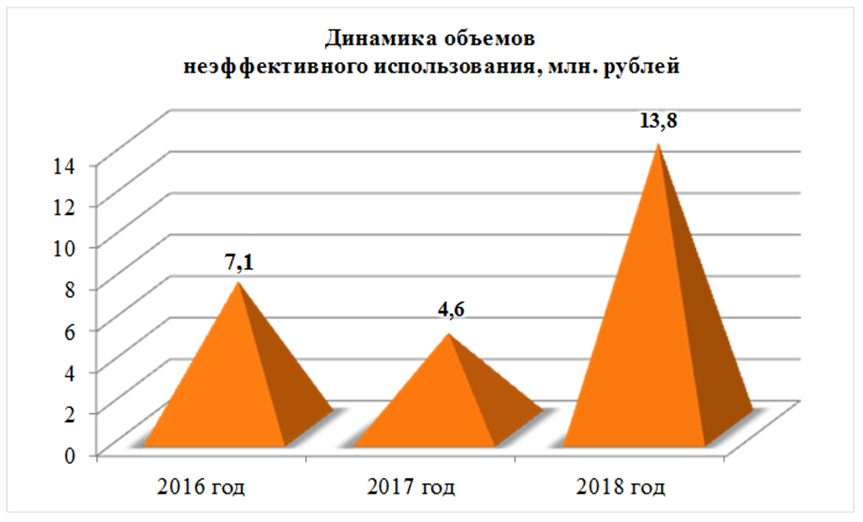 Динамика объемов
неэффективного использования, млн. рублей
13,8
7,1
4,6
14
12
10
8
6
4
2
0
2016 год
2017 год
2018 год